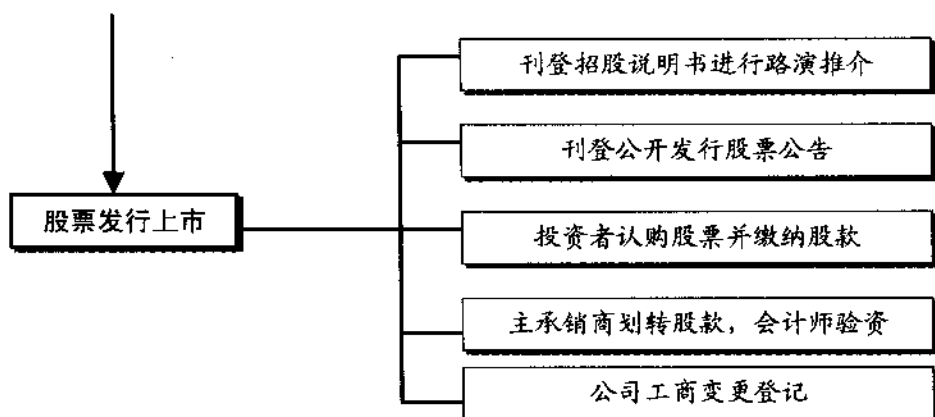 刊登招股说明书进行路演推介
刊登公开发行股票公告
股票发行上市
投资者认购股票并缴纳股款
主承销商划转股款，会计师验资
公司工商变更登记